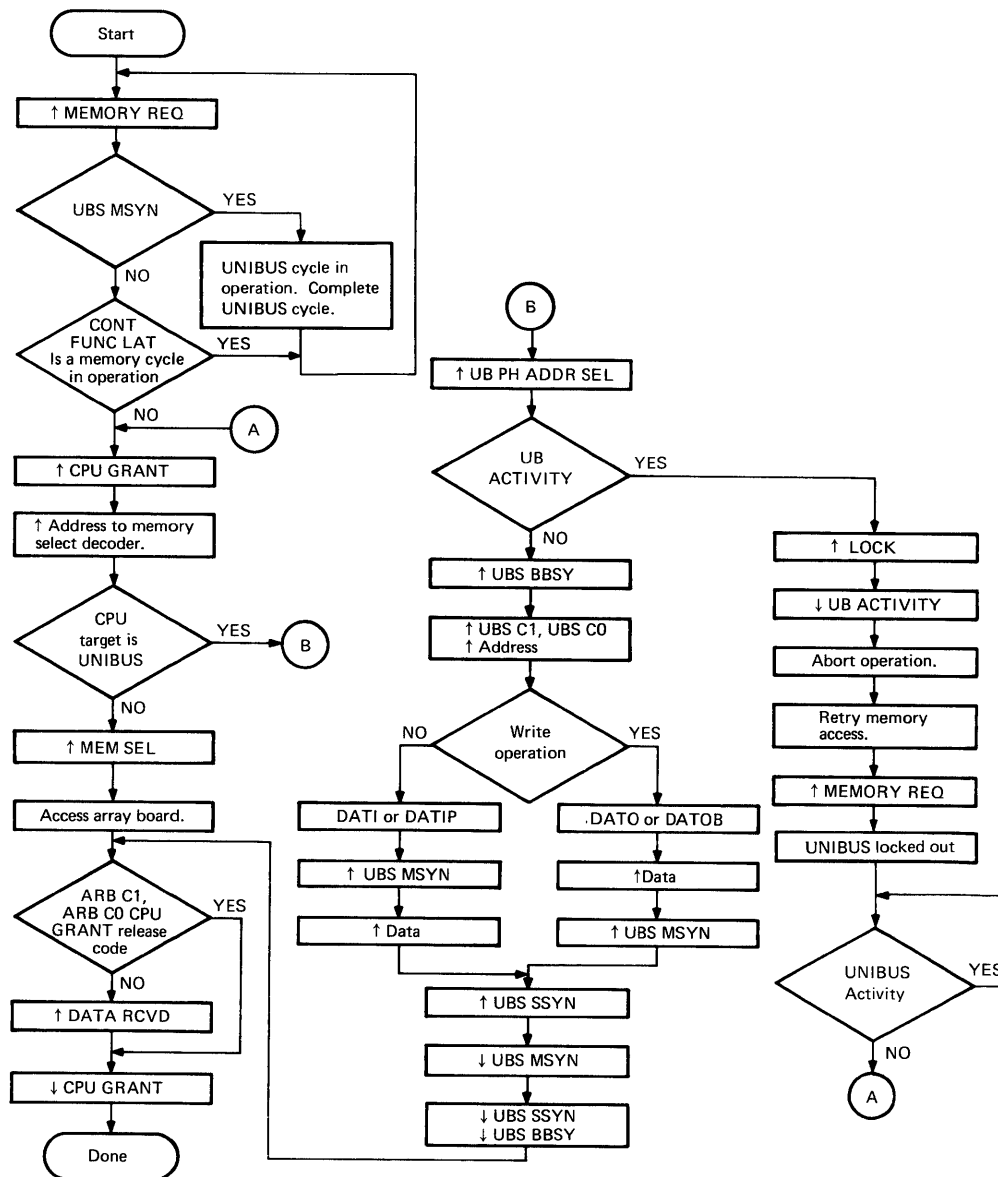 Start
↑ MEMORY REQ
UBS MSYN
YES
NO
UNIBUS cycle in
operation. Complete
UNIBUS cycle.
CONT
FUNC LAT
Is a memory cycle
in operation
YES
NO
A
↑ CPU GRANT
↑ Address to memory
select decoder.
CPU
target is
UNIBUS
YES
B
NO
↑ MEM SEL
Access array board.
ARB C1,
ARB C0 CPU
GRANT release
code
YES
NO
↑ DATA RCVD
↓ CPU GRANT
Done
B
↑ UB PH ADDR SEL
UB
ACTIVITY
YES
NO
↑ UBS BBSY
↑ UBS C1, UBS C0
↑ Address
Write
operation
NO
YES
DATI or DATIP
↑ UBS MSYN
↑ Data
DATO or DATOB
↑Data
↑ UBS MSYN
↑ UBS SSYN
↓ UBS MSYN
↓ UBS SSYN
↓ UBS BBSY
↑ LOCK
↓ UB ACTIVITY
Abort operation.
Retry memory
access.
↑ MEMORY REQ
UNIBUS locked out
UNIBUS
Activity
YES
NO
A